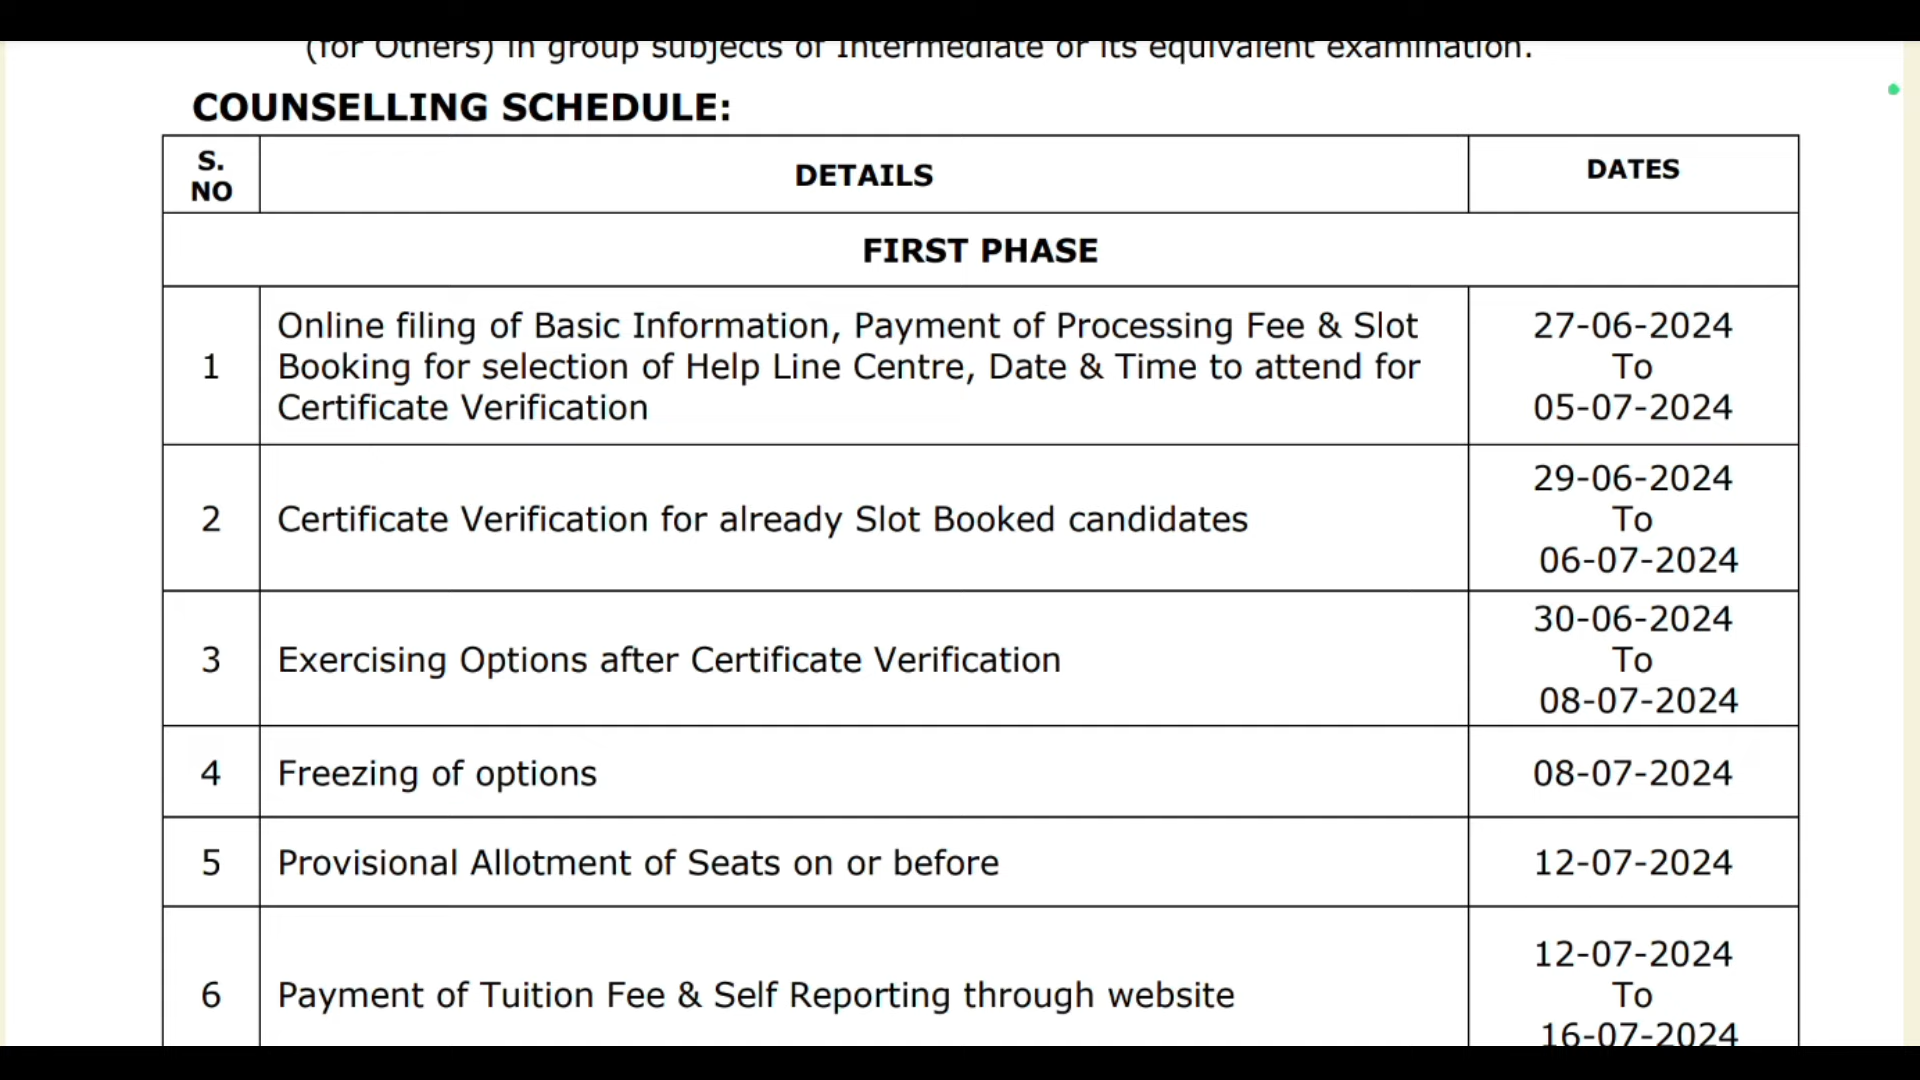 (for Others) in group subjects of Intermediate or its equivalent examination.
COUNSELLING SCHEDULE:
S.
NO
DETAILS
DATES
FIRST PHASE
1
Online filing of Basic Information, Payment of Processing Fee & Slot
Booking for selection of Help Line Centre, Date & Time to attend for
Certificate Verification
27-06-2024
To
05-07-2024
2
Certificate Verification for already Slot Booked candidates
29-06-2024
To
06-07-2024
3
Exercising Options after Certificate Verification
30-06-2024
To
08-07-2024
4
Freezing of options
08-07-2024
5
Provisional Allotment of Seats on or before
12-07-2024
6
Payment of Tuition Fee & Self Reporting through website
12-07-2024
To
16-07-2024